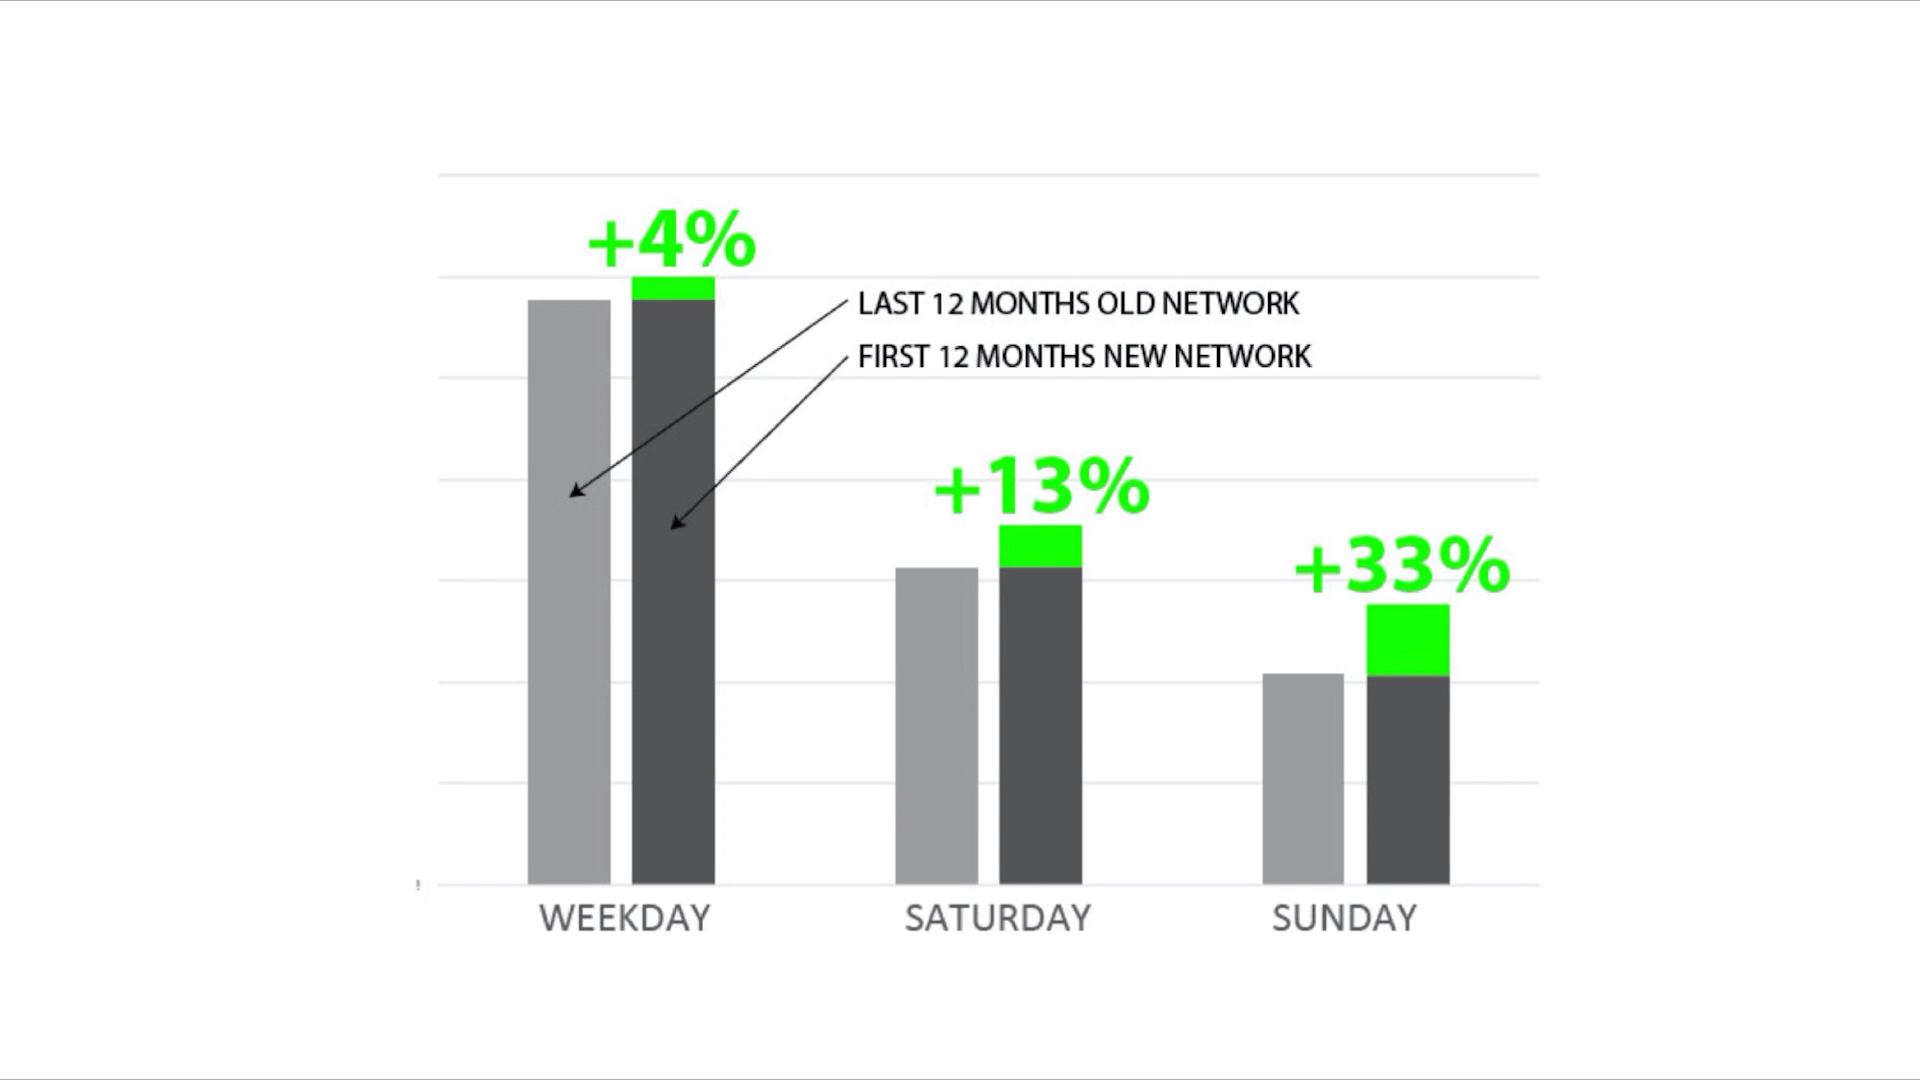 +4%
LAST 12 MONTHS OLD NETWORK
FIRST 12 MONTHS NEW NETWORK
+13%
+33%
WEEKDAY SATURDAY SUNDAY